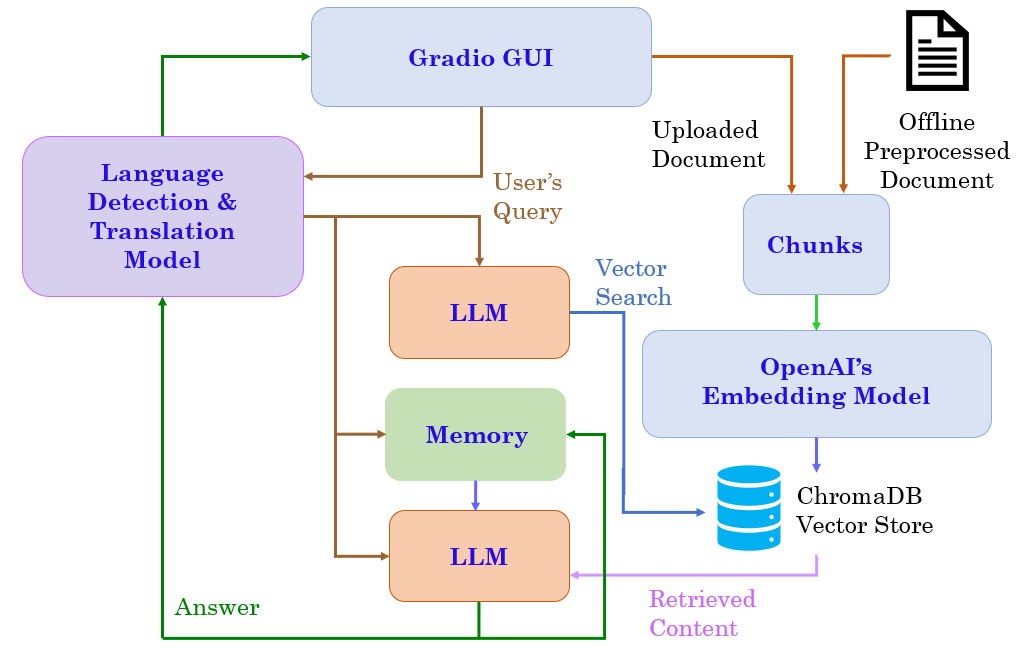 Gradio GUI
Uploaded
Document
Offline
Preprocessed
Document
Language
Detection &
Translation
Model
User's
Query
Chunks
LLM
Vector
Search
OpenAI's
Embedding Model
Memory
ChromaDB
Vector Store
LLM
Answer
Retrieved
Content